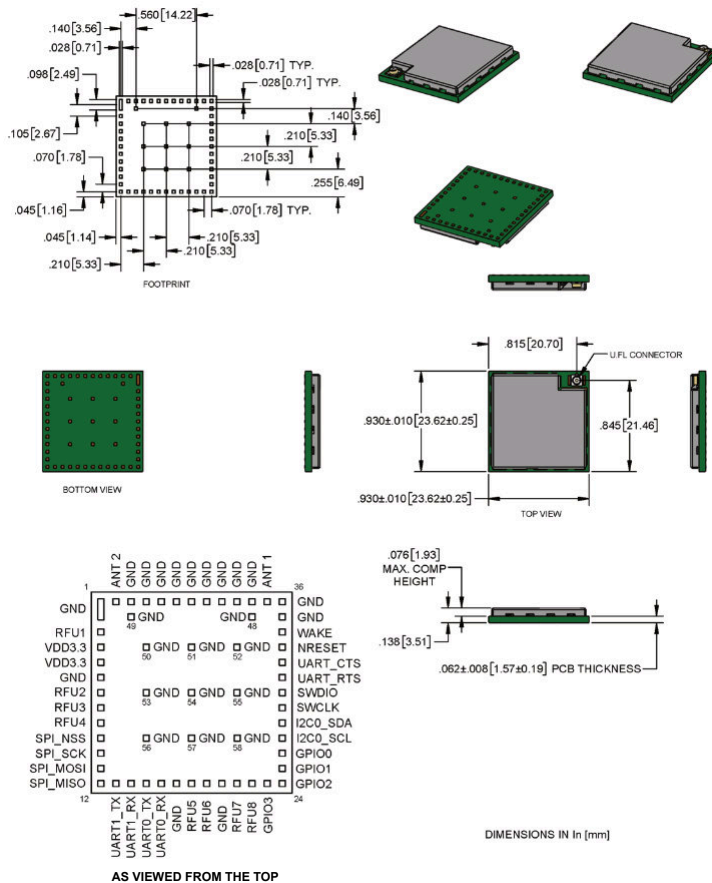 .560[14.22]
.140[3.56]
.028[0.71]
.028[0.71] TYP.
.098[2.49]
.028[0.71] TYP.
.140[3.56]
.105[2.67]
.210[5.33]
.070[1.78]
.210[5.33]
.255[6.49]
.045[1.16]
.070[1.78] TYP.
.045[1.14]
.210[5.33]
.210[5.33]
.210[5.33]
FOOTPRINT
.815[20.70]
U.FL CONNECTOR
.930±.010[23.62±0.25]
.845[21.46]
BOTTOM VIEW
.930±.010[23.62±0.25]
TOP VIEW
.076[1.93]
MAX. COMP
HEIGHT
.138[3.51]
.062±.008[1.57±0.19] PCB THICKNESS
ANT 2
GND
GND
GND
GND
GND
GND
GND
GND
GND
ANT 1
1
36
GND
RFU1
VDD3.3
VDD3.3
GND
RFU2
RFU3
RFU4
SPI_NSS
SPI_SCK
SPI_MOSI
SPI_MISO
12
GND
49
GND
48
50
GND
51
GND
52
GND
53
GND
54
GND
55
GND
56
GND
57
GND
58
GND
GND
GND
WAKE
NRESET
UART_CTS
UART_RTS
SWDIO
SWCLK
I2C0_SDA
I2C0_SCL
GPIO0
GPIO1
GPIO2
24
UART1_TX
UART1_RX
UART0_TX
UART0_RX
GND
RFU5
RFU6
GND
RFU7
RFU8
GPIO3
AS VIEWED FROM THE TOP
DIMENSIONS IN In [mm]